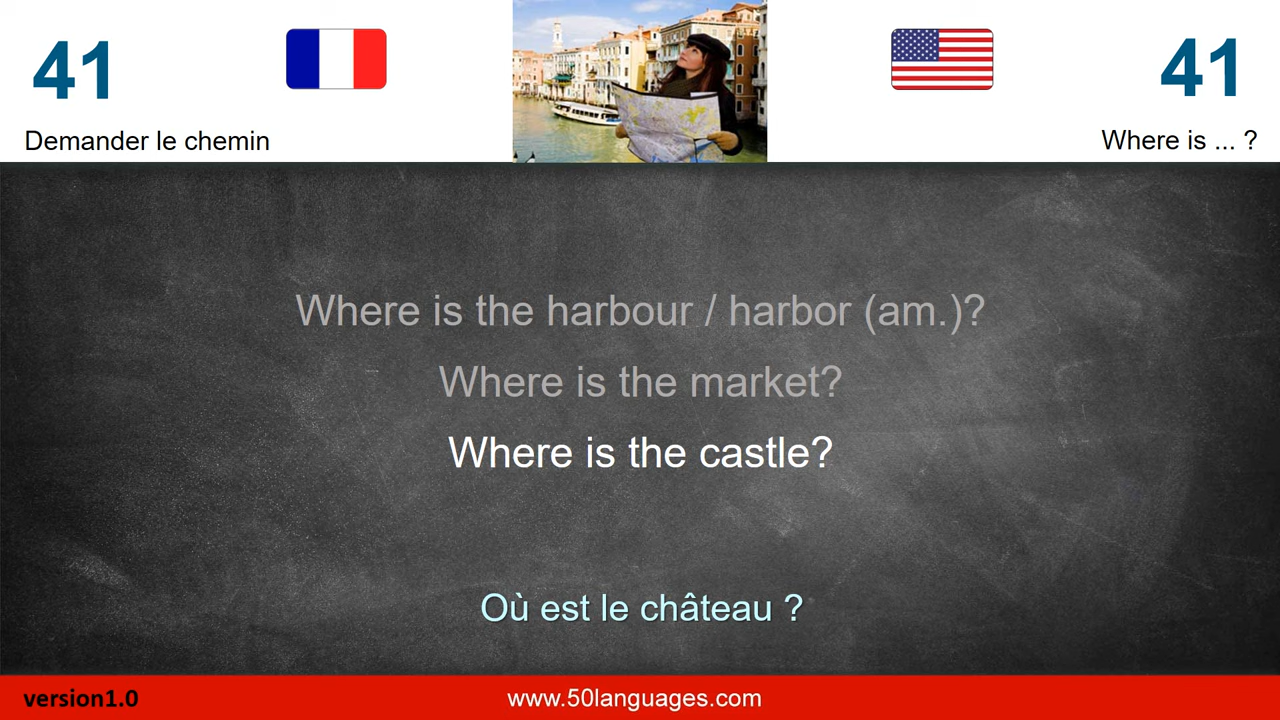 41
41
Demander le chemin
Where is ... ?
Where is the harbour / harbor (am.)?
Where is the market?
Where is the castle?
Où est le château ?
version1.0
www.50languages.com